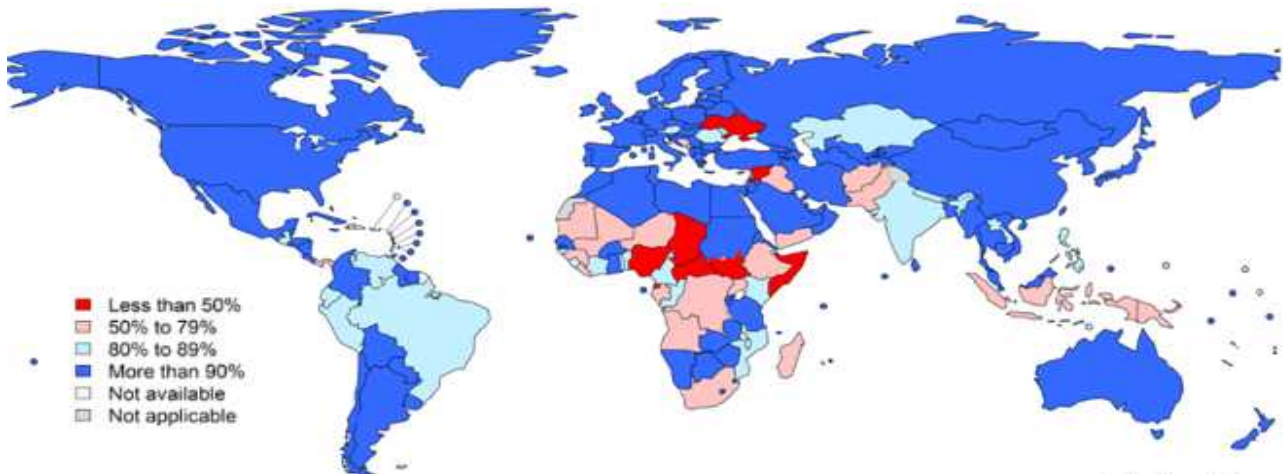 Less than 50%
50% to 79%
80% to 89%
More than 90%
Not available
Not applicable